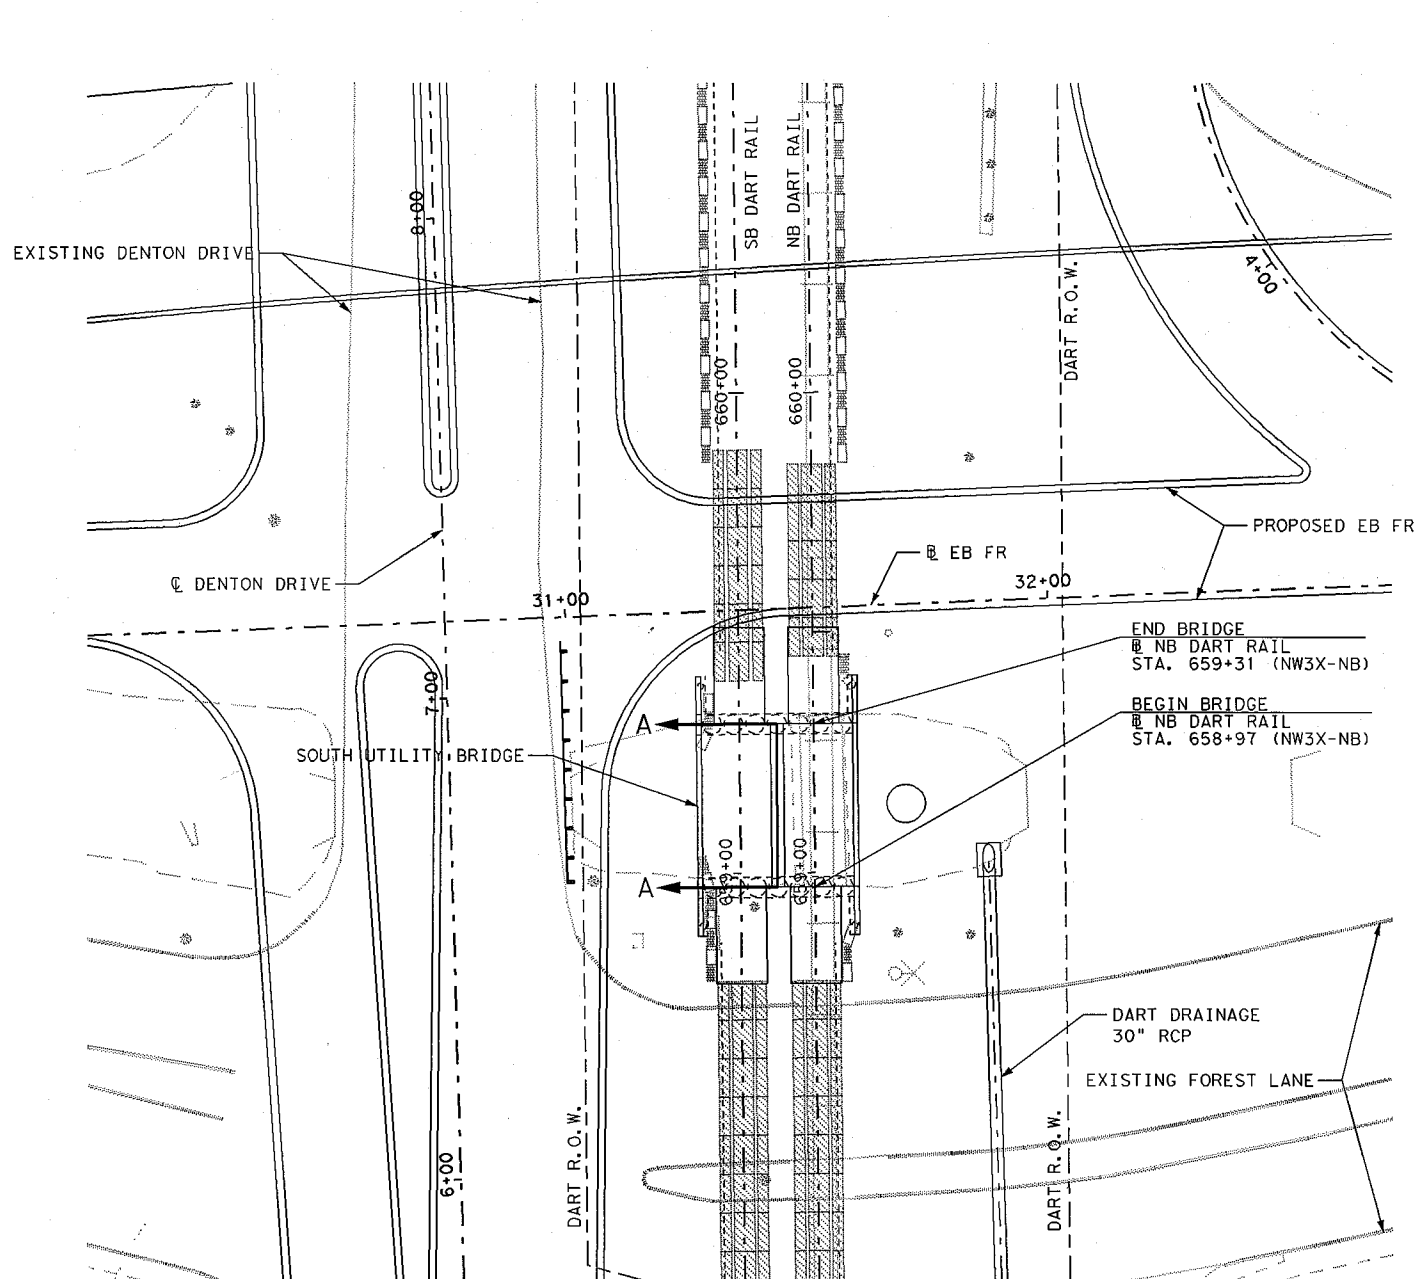 SB DART RAIL
NB DART RAIL
8+00
EXISTING DENTON DRIVE
4+00
DART R.O.W.
660+00
660+00
PROPOSED EB FR
℄ DENTON DRIVE
EB FR
31+00
32+00
END BRIDGE
NB DART RAIL
STA. 659+31 (NW3X-NB)
7+00
BEGIN BRIDGE
NB DART RAIL
STA. 658+97 (NW3X-NB)
A
SOUTH UTILITY BRIDGE
659+00
659+00
A
DART DRAINAGE
30" RCP
EXISTING FOREST LANE
6+00
DART R.O.W.
DART R.O.W.